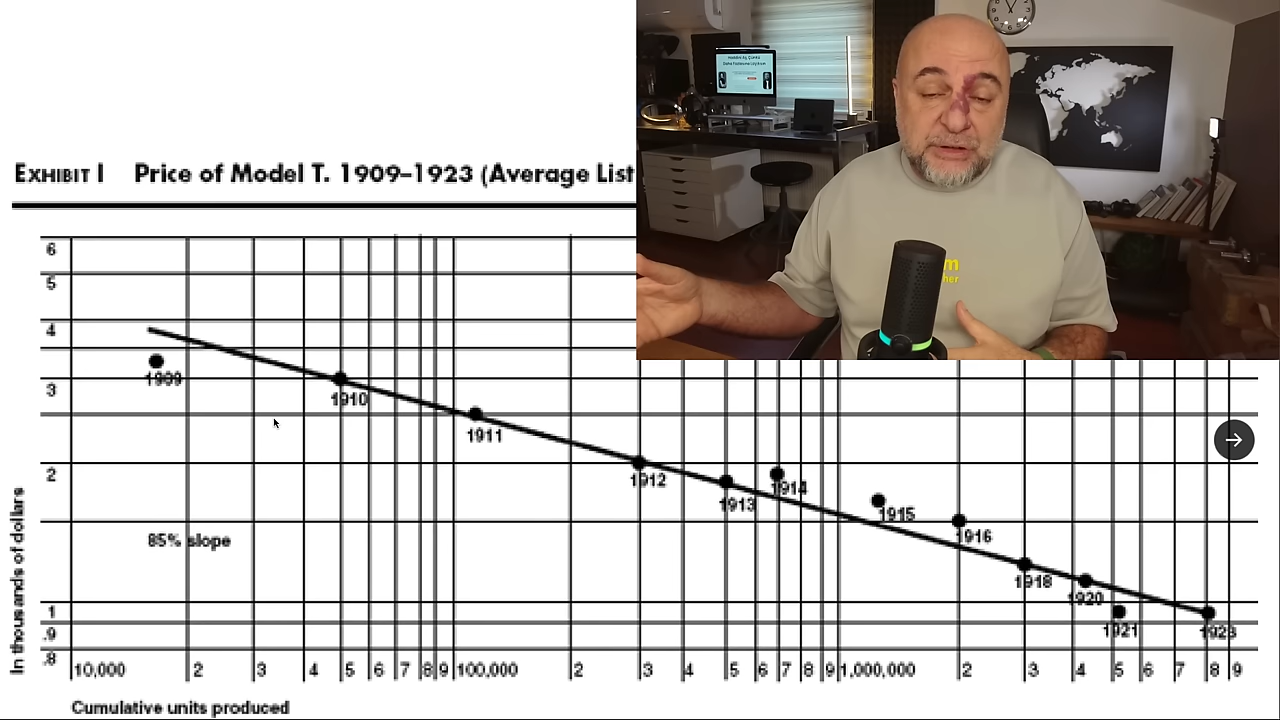 EXHIBIT I Price of Model T. 1909–1923 (Average List
6
5
4
3
2
1
.9
.8
In thousands of dollars
1909
1910
1911
1912
1913
1914
1915
1916
1918
1920
1921
1923
85% slope
10,000 2 3 4 5 6 7 8 9 100,000 2 3 4 5 6 7 8 9 1,000,000 2 3 4 5 6 7 8 9
Cumulative units produced
m
her